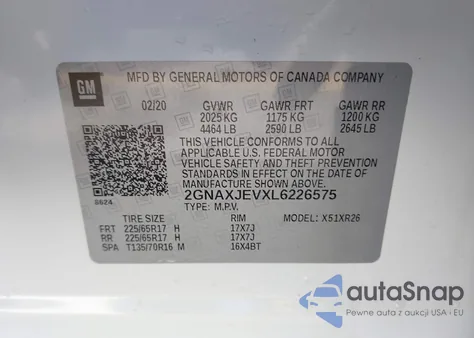 GM
MFD BY GENERAL MOTORS OF CANADA COMPANY
02/20 GVWR GAWR FRT GAWR RR
2025 KG 1175 KG 1200 KG
4464 LB 2590 LB 2645 LB
THIS VEHICLE CONFORMS TO ALL
APPLICABLE U.S. FEDERAL MOTOR
VEHICLE SAFETY AND THEFT PREVENTION
STANDARDS IN EFFECT ON THE DATE OF
MANUFACTURE SHOWN ABOVE.
8624 2GNAXJEVXL6226575
TYPE: M.P.V. MODEL: X51XR26
TIRE SIZE RIM
FRT 225/65R17 H 17X7J
RR 225/65R17 H 17X7J
SPA T135/70R16 M 16X4BT
autoSnap
Pewne auta z aukcji USA i EU